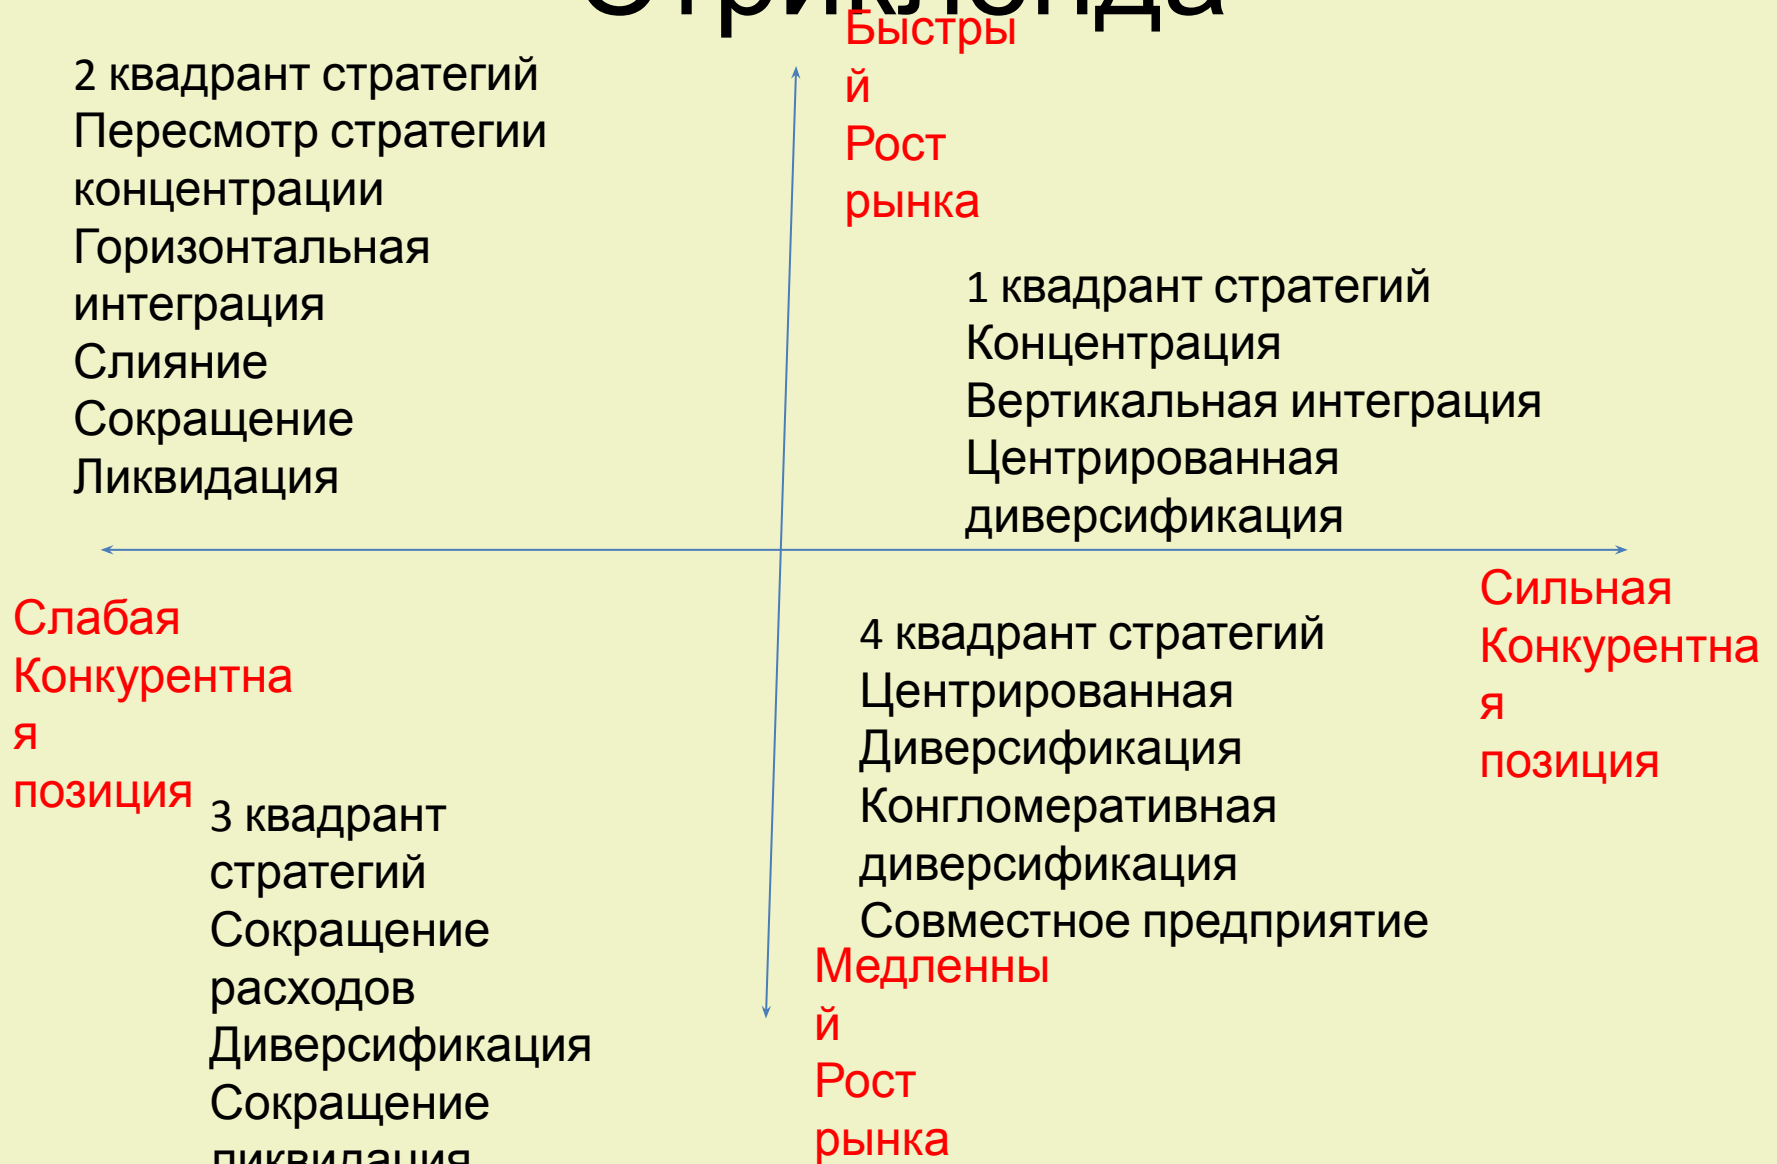 Стрикленда
Быстры
й
Рост
рынка
2 квадрант стратегий
Пересмотр стратегии
концентрации
Горизонтальная
интеграция
Слияние
Сокращение
Ликвидация
1 квадрант стратегий
Концентрация
Вертикальная интеграция
Центрированная
диверсификация
Слабая
Конкурентна
я
позиция
Сильная
Конкурентна
я
позиция
4 квадрант стратегий
Центрированная
Диверсификация
Конгломеративная
диверсификация
Совместное предприятие
3 квадрант
стратегий
Сокращение
расходов
Диверсификация
Сокращение
ликвидация
Медленны
й
Рост
рынка